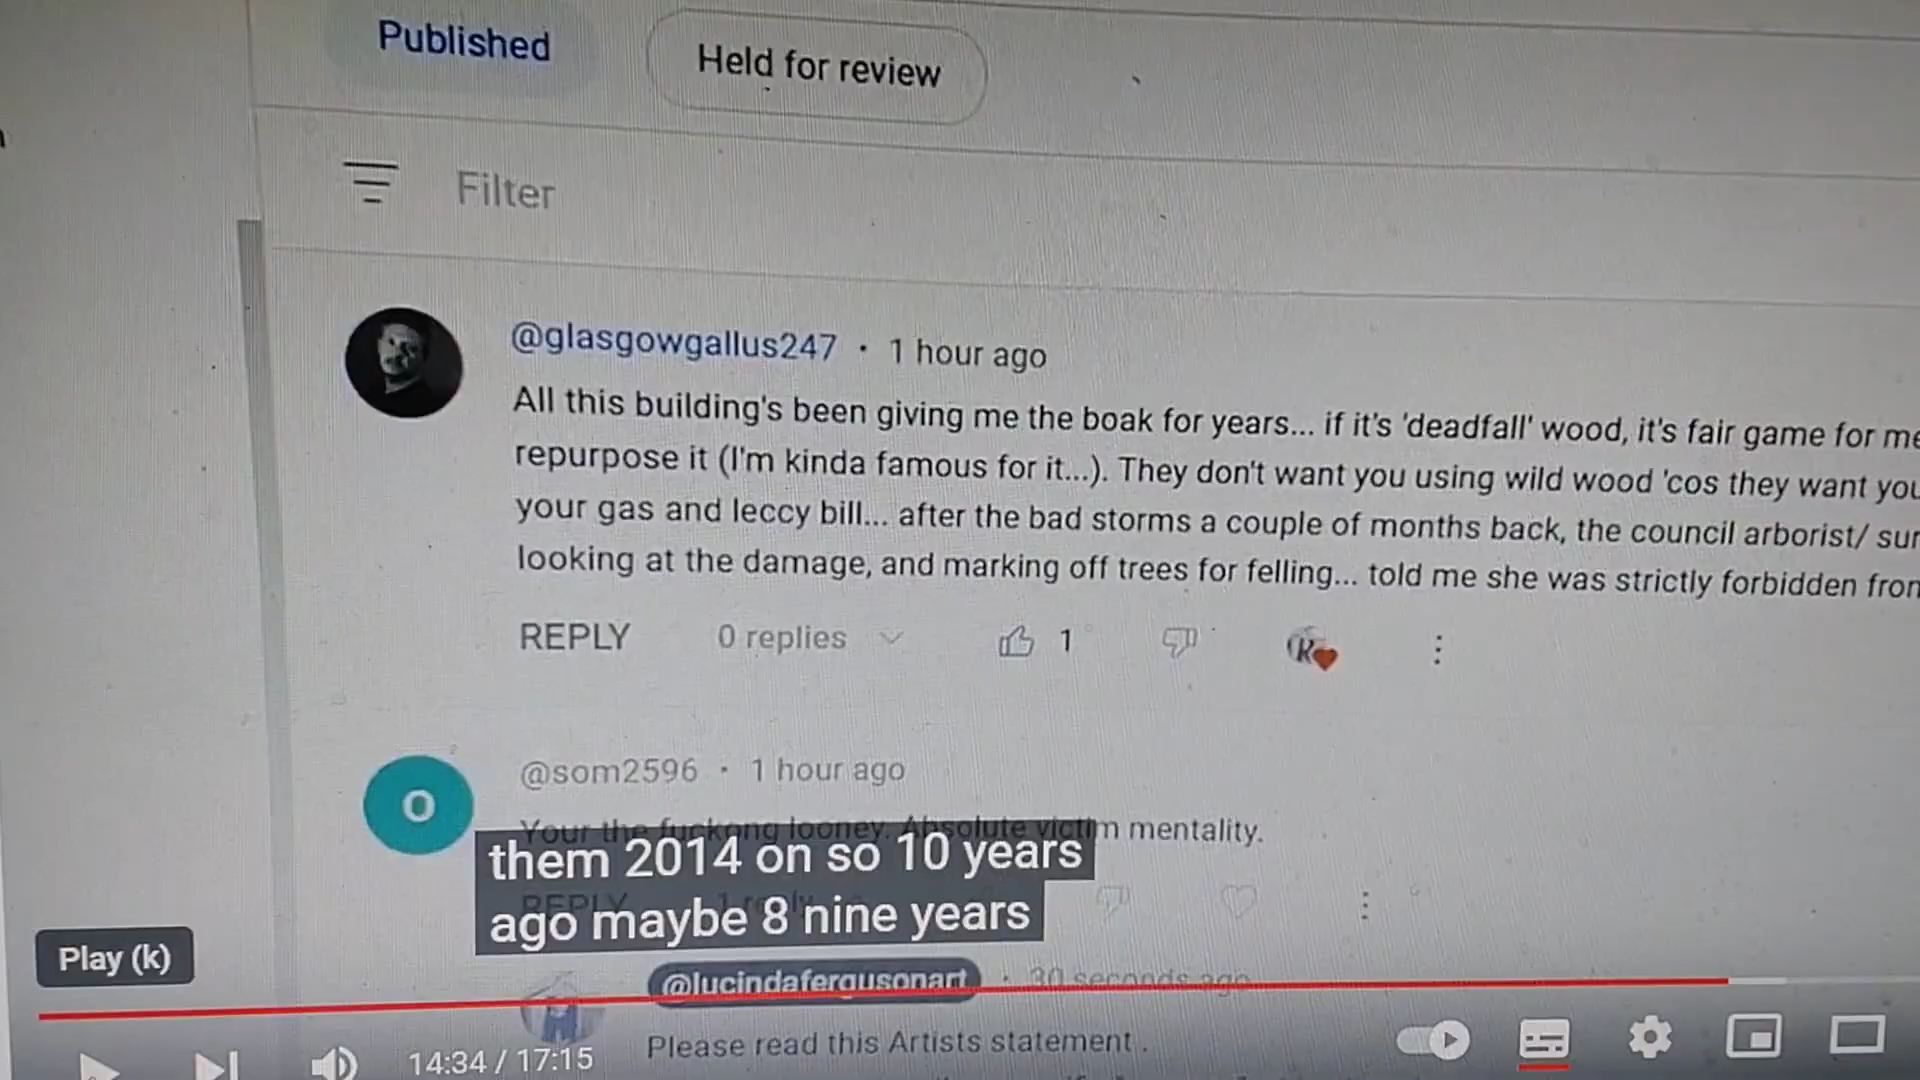 Published
Held for review
Filter
@glasgowgallus247 · 1 hour ago
All this building's been giving me the boak for years... if it's 'deadfall' wood, it's fair game for me
repurpose it (I'm kinda famous for it...). They don't want you using wild wood 'cos they want you
your gas and leccy bill... after the bad storms a couple of months back, the council arborist/ sur
looking at the damage, and marking off trees for felling... told me she was strictly forbidden from
REPLY 0 replies 1
O
@som2596 · 1 hour ago
Your the fuckong looney. Absolute victim mentality.
them 2014 on so 10 years
ago maybe 8 nine years
REPLY
Play (k)
@lucindafergusonart · 30 seconds ago
Please read this Artists statement .
14:34 / 17:15